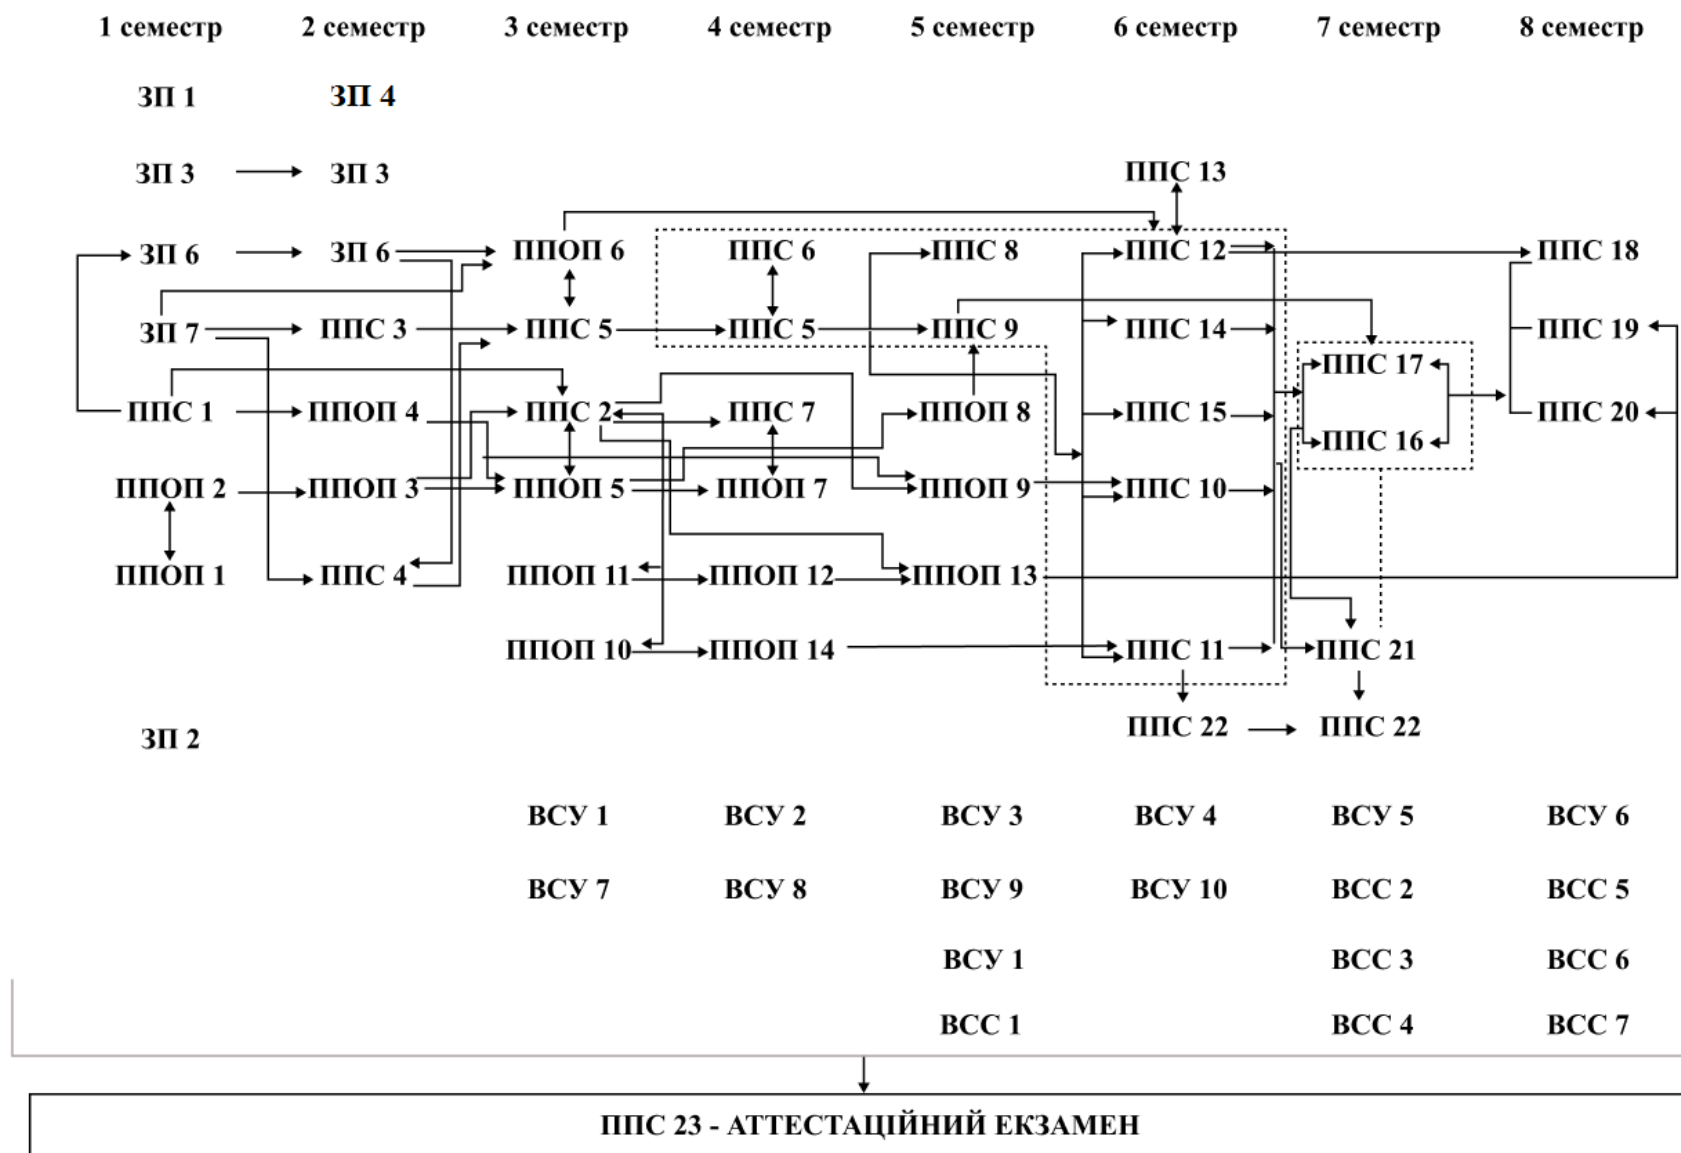 1 семестр 2 семестр 3 семестр 4 семестр 5 семестр 6 семестр 7 семестр 8 семестр
ЗП 1 ЗП 4
ЗП 3 ЗП 3 ППС 13
ЗП 6 ЗП 6 ППОП 6 ППС 6 ППС 8 ППС 12 ППС 18
ЗП 7 ППС 3 ППС 5 ППС 5 ППС 9 ППС 14 ППС 19
ППС 17
ППС 1 ППОП 4 ППС 2 ППС 7 ППОП 8 ППС 15 ППС 20
ППС 16
ППОП 2 ППОП 3 ППОП 5 ППОП 7 ППОП 9 ППС 10
ППОП 1 ППС 4 ППОП 11 ППОП 12 ППОП 13
ППОП 10 ППОП 14 ППС 11 ППС 21
ППС 22 ППС 22
ЗП 2
ВСУ 1 ВСУ 2 ВСУ 3 ВСУ 4 ВСУ 5 ВСУ 6
ВСУ 7 ВСУ 8 ВСУ 9 ВСУ 10 ВСС 2 ВСС 5
ВСУ 1 ВСС 3 ВСС 6
ВСС 1 ВСС 4 ВСС 7
ППС 23 - АТТЕСТАЦІЙНИЙ ЕКЗАМЕН